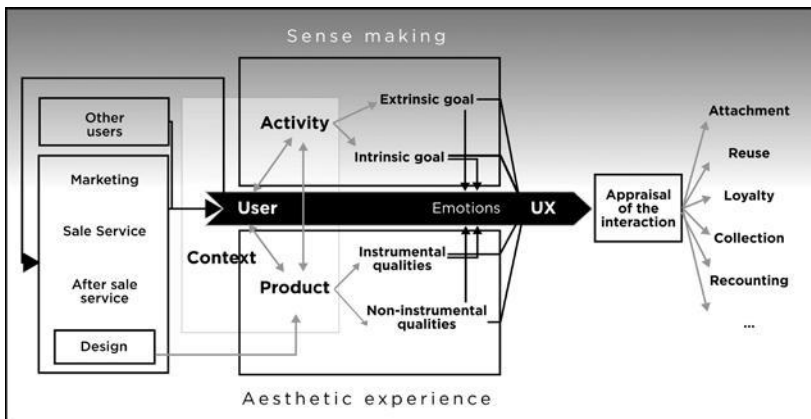 Sense making
Other
users
Marketing
Sale Service
After sale
service
Design
Activity
Extrinsic goal
Intrinsic goal
User
Emotions
UX
Context
Product
Instrumental
qualities
Non-instrumental
qualities
Aesthetic experience
Appraisal
of the
interaction
Attachment
Reuse
Loyalty
Collection
Recounting
...